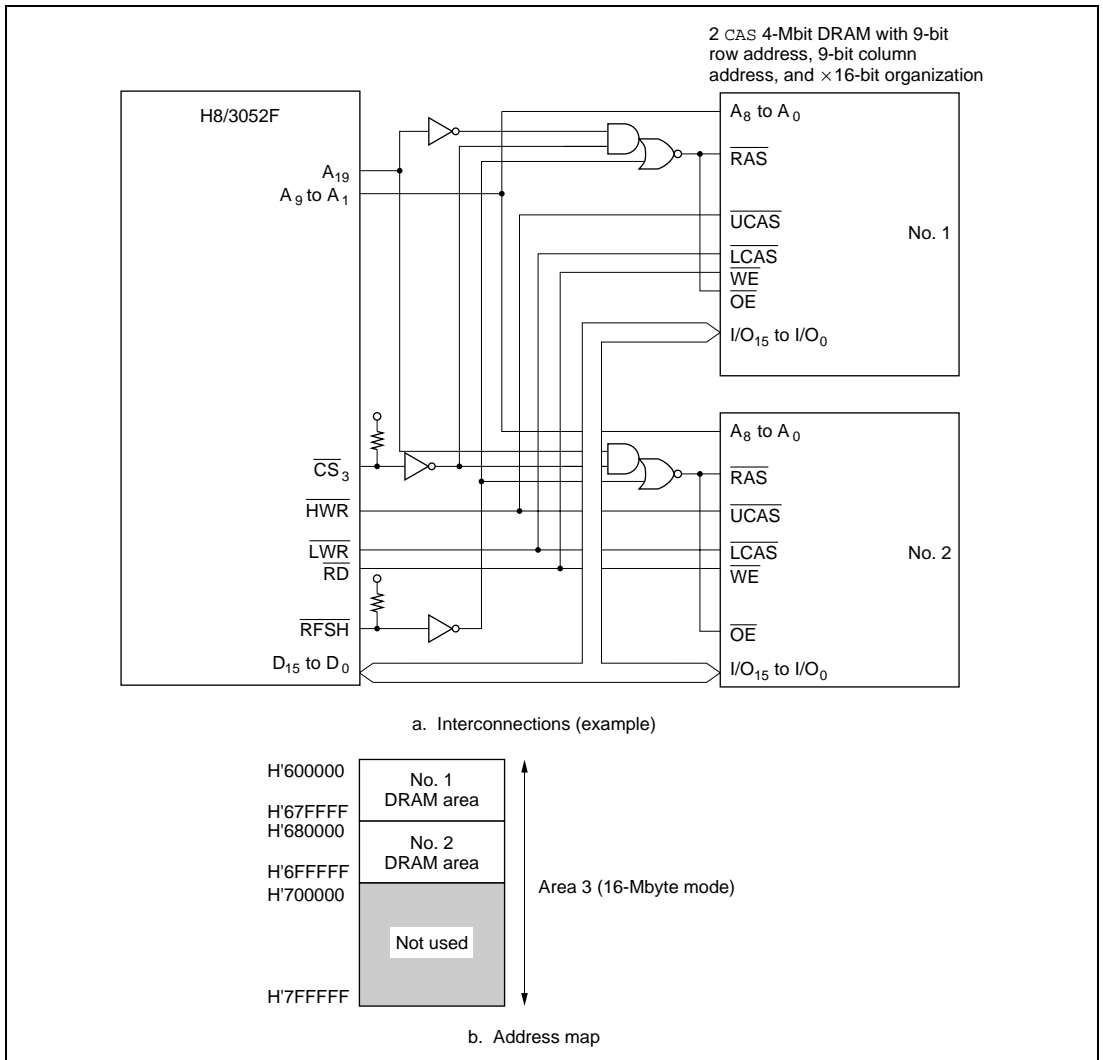 2 CAS 4-Mbit DRAM with 9-bit
row address, 9-bit column
address, and ×16-bit organization
H8/3052F
A19
A9 to A1
CS3
HWR
LWR
RD
RFSH
D15 to D0
A8 to A0
RAS
UCAS
No. 1
LCAS
WE
OE
I/O15 to I/O0
A8 to A0
RAS
UCAS
No. 2
LCAS
WE
OE
I/O15 to I/O0
a. Interconnections (example)
H'600000
No. 1
DRAM area
H'67FFFF
H'680000
No. 2
DRAM area
H'6FFFFF
H'700000
Area 3 (16-Mbyte mode)
Not used
H'7FFFFF
b. Address map